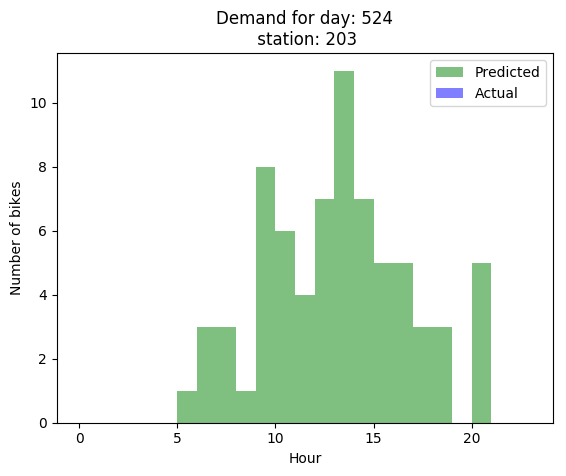 Demand for day: 524
station: 203
Predicted
Actual
Number of bikes
10
8
6
4
2
0
0 5 10 15 20
Hour